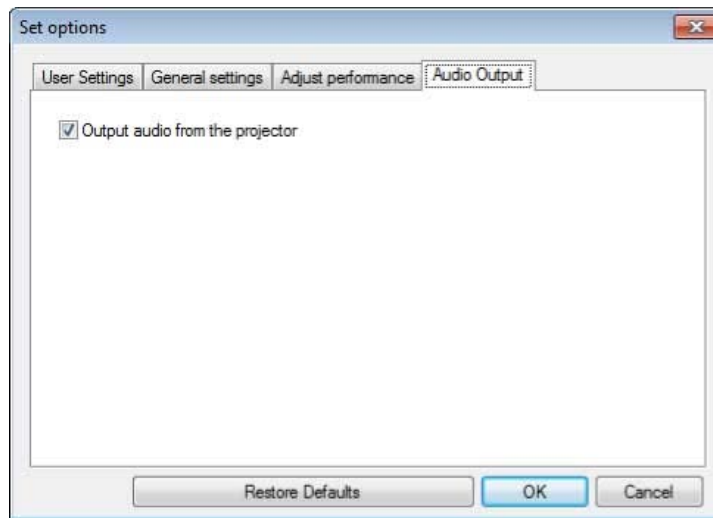 Set options
User Settings General settings Adjust performance Audio Output
Output audio from the projector
Restore Defaults OK Cancel